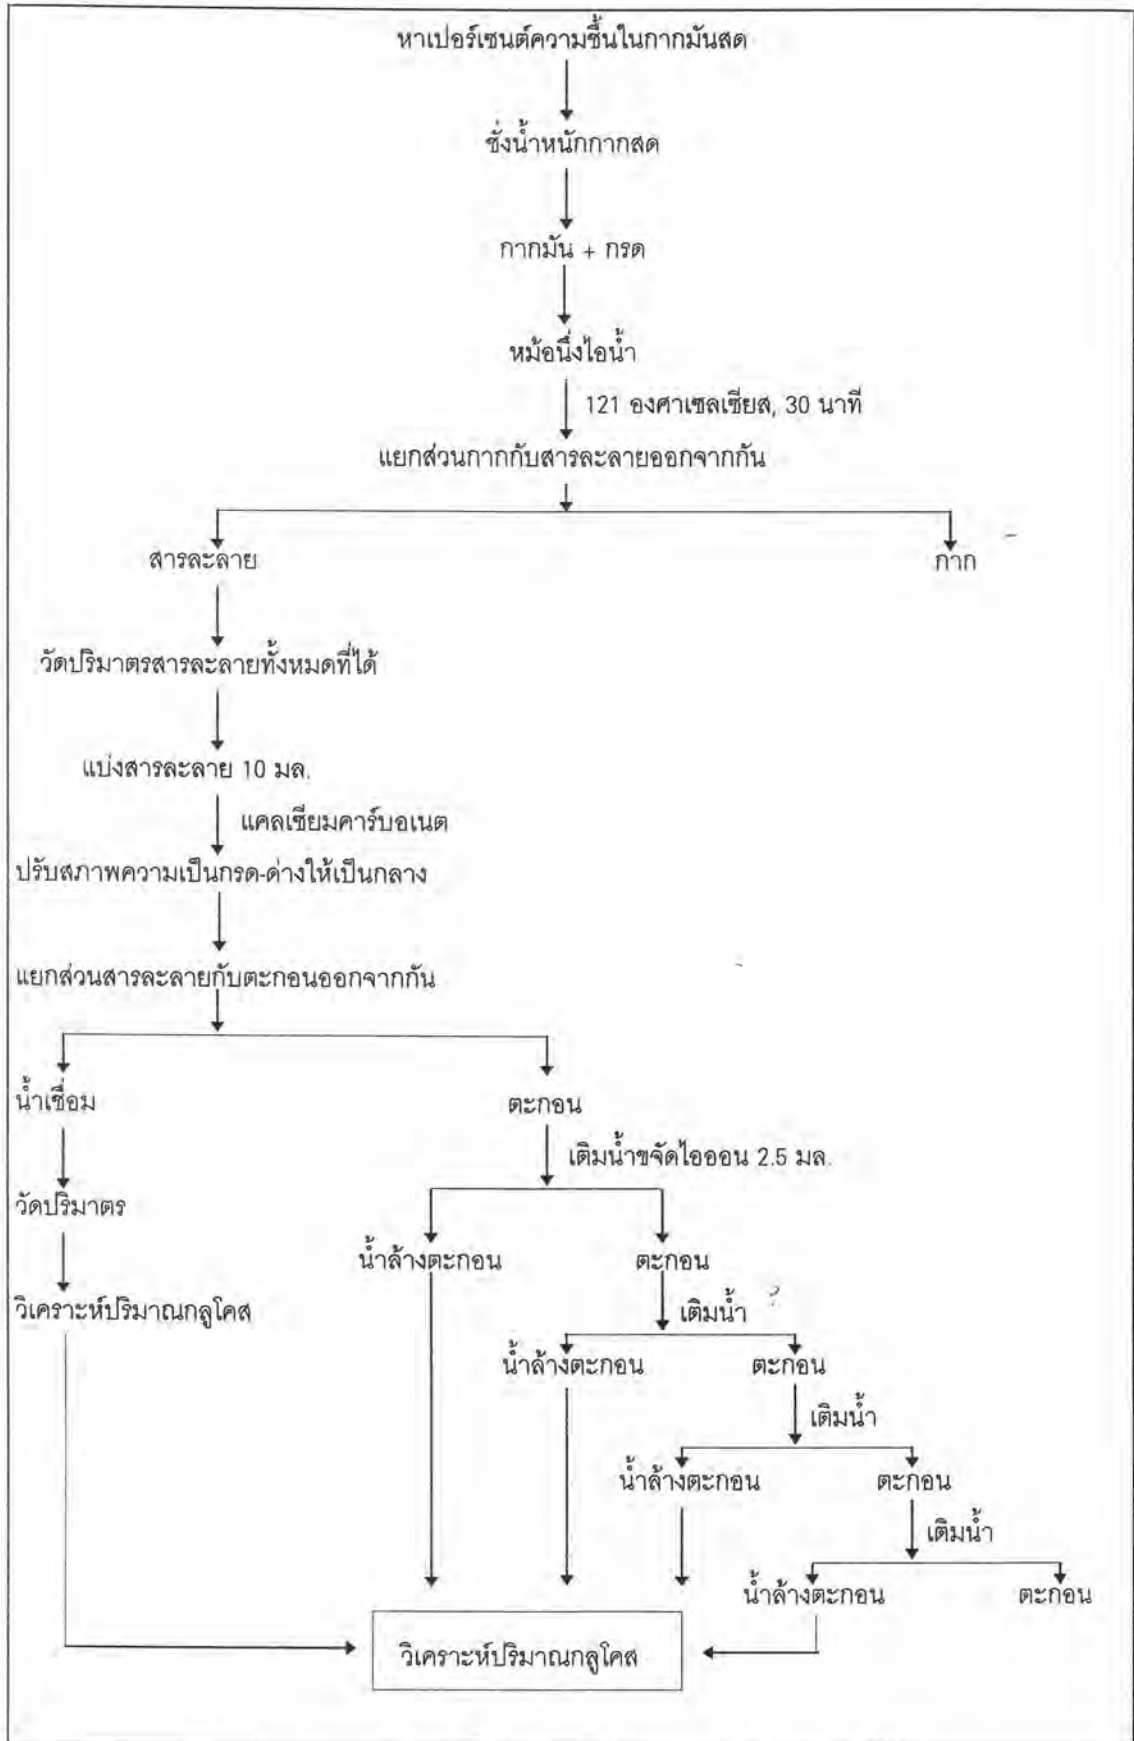 หาเปอร์เซนต์ความชื้นในกากมันสด
ชั่งน้ำหนักกากสด
กากมัน + กรด
หม้อนึ่งไอน้ำ
121 องศาเซลเซียส, 30 นาที
แยกส่วนกากกับสารละลายออกจากกัน
สารละลาย
กาก
วัดปริมาตรสารละลายทั้งหมดที่ได้
แบ่งสารละลาย 10 มล.
แคลเซียมคาร์บอเนต
ปรับสภาพความเป็นกรด-ด่างให้เป็นกลาง
แยกส่วนสารละลายกับตะกอนออกจากกัน
น้ำเชื่อม
ตะกอน
เติมน้ำขจัดไอออน 2.5 มล.
วัดปริมาตร
น้ำล้างตะกอน
ตะกอน
วิเคราะห์ปริมาณกลูโคส
เติมน้ำ
น้ำล้างตะกอน
ตะกอน
เติมน้ำ
น้ำล้างตะกอน
ตะกอน
เติมน้ำ
น้ำล้างตะกอน
ตะกอน
วิเคราะห์ปริมาณกลูโคส